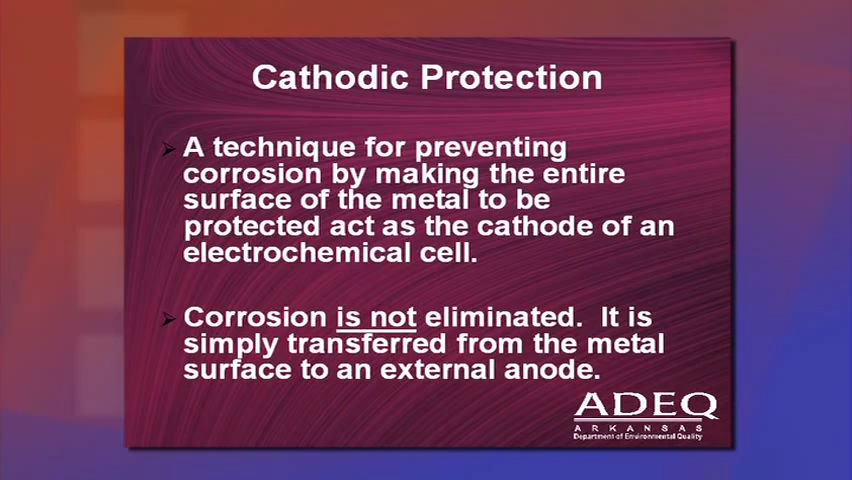 Cathodic Protection
A technique for preventing
corrosion by making the entire
surface of the metal to be
protected act as the cathode of an
electrochemical cell.
Corrosion is not eliminated.  It is
simply transferred from the metal
surface to an external anode.
ADEQ
ARKANSAS
Department of Environmental Quality